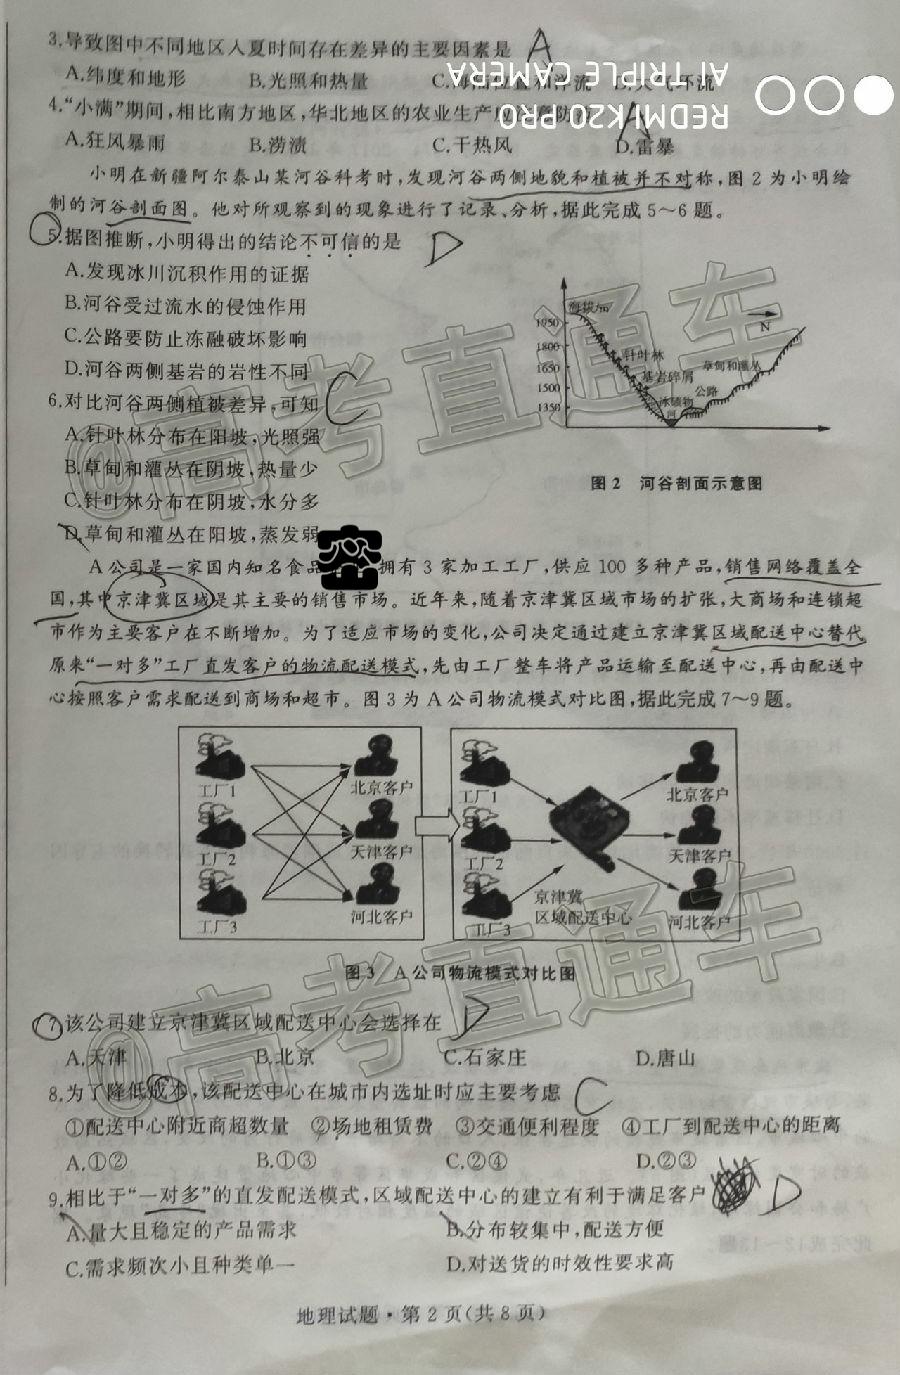 3.导致图中不同地区入夏时间存在差异的主要因素是 A
A.纬度和地形 B.光照和热量 C.海陆位置和洋流 D.大气环流
REDMI K20 PRO
AI TRIPLE CAMERA
4.“小满”期间,相比南方地区,华北地区的农业生产应 A
A.狂风暴雨 B.涝渍 C.干热风 D.雷暴
小明在新疆阿尔泰山某河谷科考时,发现河谷两侧地貌和植被并不对称,图 2 为小明绘
制的河谷剖面图。他对所观察到的现象进行了记录、分析,据此完成 5~6 题。
5.据图推断,小明得出的结论不可信的是 D
A.发现冰川沉积作用的证据
B.河谷受过流水的侵蚀作用
C.公路要防止冻融破坏影响
D.河谷两侧基岩的岩性不同
6.对比河谷两侧植被差异,可知 C
A.针叶林分布在阳坡,光照强
B.草甸和灌丛在阴坡,热量少
C.针叶林分布在阴坡,水分多
D.草甸和灌丛在阳坡,蒸发弱
海拔/m
1950
1800
1650
1500
1350
N
针叶林
基岩碎屑
冰碛物
河
公路
草甸和灌丛
图 2 河谷剖面示意图
A 公司是一家国内知名食品 拥有 3 家加工工厂,供应 100 多种产品,销售网络覆盖全
国,其中京津冀区域是其主要的销售市场。近年来,随着京津冀区域市场的扩张,大商场和连锁超
市作为主要客户在不断增加。为了适应市场的变化,公司决定通过建立京津冀区域配送中心替代
原来“一对多”工厂直发客户的物流配送模式,先由工厂整车将产品运输至配送中心,再由配送中
心按照客户需求配送到商场和超市。图 3 为 A 公司物流模式对比图,据此完成 7~9 题。
工厂1 北京客户
工厂2 天津客户
工厂3 河北客户
工厂1 北京客户
工厂2 天津客户
工厂3 京津冀
区域配送中心 河北客户
图 3 A 公司物流模式对比图
7.该公司建立京津冀区域配送中心会选择在 D
A.天津 B.北京 C.石家庄 D.唐山
8.为了降低成本,该配送中心在城市内选址时应主要考虑 C
①配送中心附近商超数量 ②场地租赁费 ③交通便利程度 ④工厂到配送中心的距离
A.①② B.①③ C.②④ D.②③
9.相比于“一对多”的直发配送模式,区域配送中心的建立有利于满足客户 D
A.量大且稳定的产品需求 B.分布较集中,配送方便
C.需求频次小且种类单一 D.对送货的时效性要求高
地理试题·第 2 页(共 8 页)
@高考直通车
@高考直通车